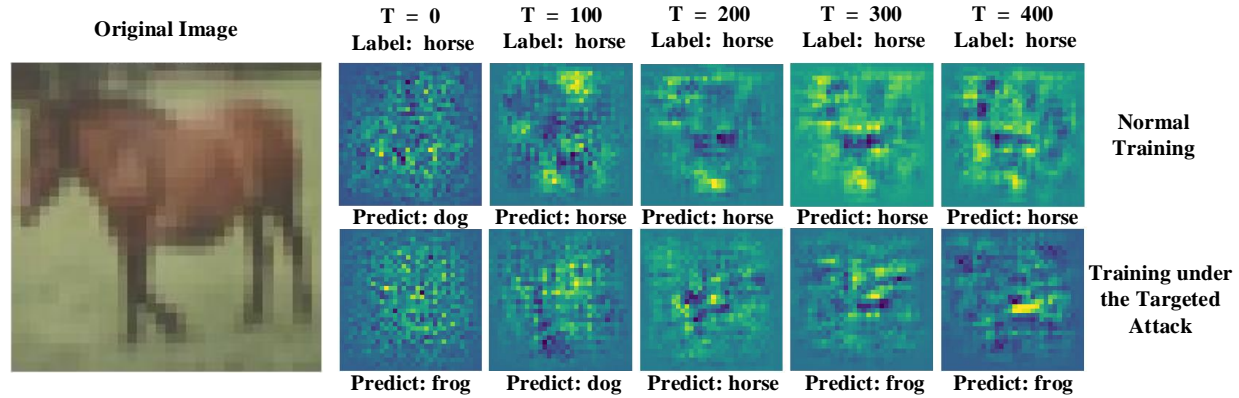 Original Image
T = 0
Label: horse
T = 100
Label: horse
T = 200
Label: horse
T = 300
Label: horse
T = 400
Label: horse
Normal
Training
Predict: dog
Predict: horse
Predict: horse
Predict: horse
Predict: horse
Training under
the Targeted
Attack
Predict: frog
Predict: dog
Predict: horse
Predict: frog
Predict: frog